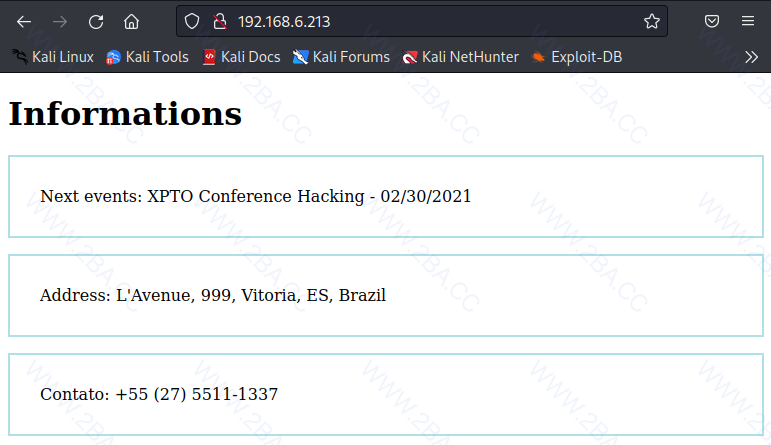 192.168.6.213
Kali Linux Kali Tools Kali Docs Kali Forums Kali NetHunter Exploit-DB
Informations
Next events: XPTO Conference Hacking - 02/30/2021
Address: L'Avenue, 999, Vitoria, ES, Brazil
Contato: +55 (27) 5511-1337
WWW.2BA.CC